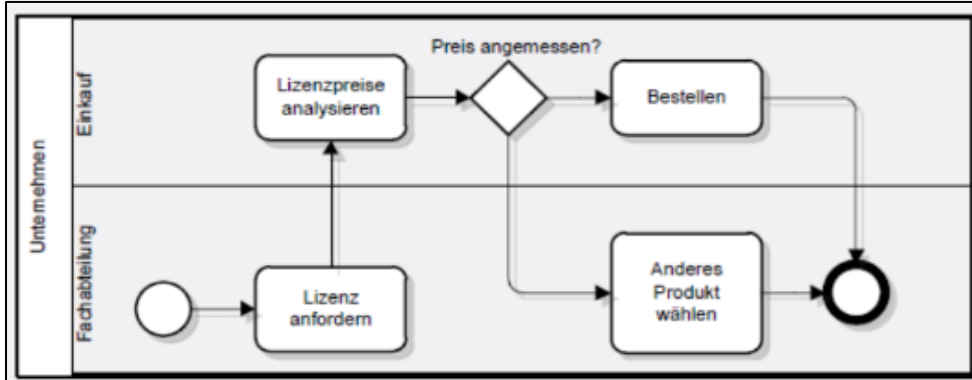 Unternehmen
Einkauf
Preis angemessen?
Lizenzpreise
analysieren
Bestellen
Fachabteilung
Lizenz
anfordern
Anderes
Produkt
wählen